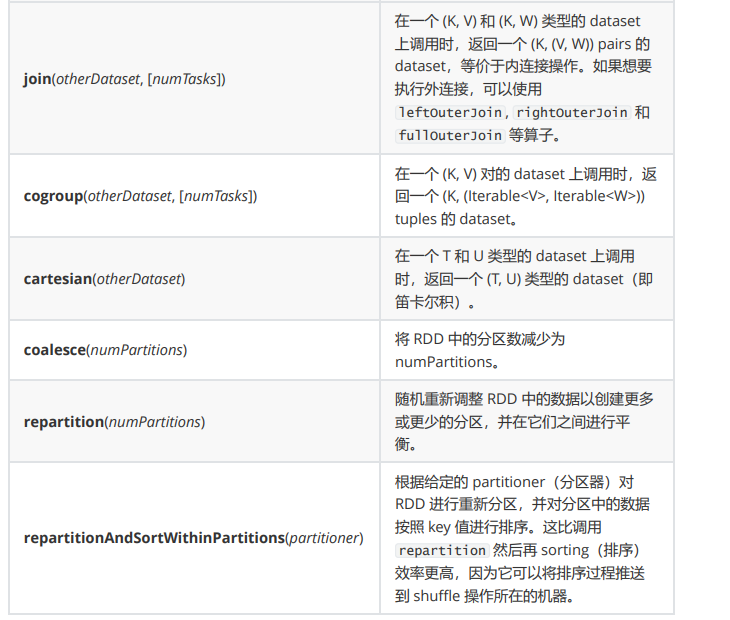 join(otherDataset, [numTasks])
在一个 (K, V) 和 (K, W) 类型的 dataset
上调用时，返回一个 (K, (V, W)) pairs 的
dataset，等价于内连接操作。如果想要
执行外连接，可以使用
leftOuterJoin, rightOuterJoin 和
fullOuterJoin 等算子。
cogroup(otherDataset, [numTasks])
在一个 (K, V) 对的 dataset 上调用时，返
回一个 (K, (Iterable<V>, Iterable<W>))
tuples 的 dataset。
cartesian(otherDataset)
在一个 T 和 U 类型的 dataset 上调用
时，返回一个 (T, U) 类型的 dataset（即
笛卡尔积）。
coalesce(numPartitions)
将 RDD 中的分区数减少为
numPartitions。
repartition(numPartitions)
随机重新调整 RDD 中的数据以创建更多
或更少的分区，并在它们之间进行平
衡。
repartitionAndSortWithinPartitions(partitioner)
根据给定的 partitioner（分区器）对
RDD 进行重新分区，并对分区中的数据
按照 key 值进行排序。这比调用
repartition 然后再 sorting（排序）
效率更高，因为它可以将排序过程推送
到 shuffle 操作所在的机器。